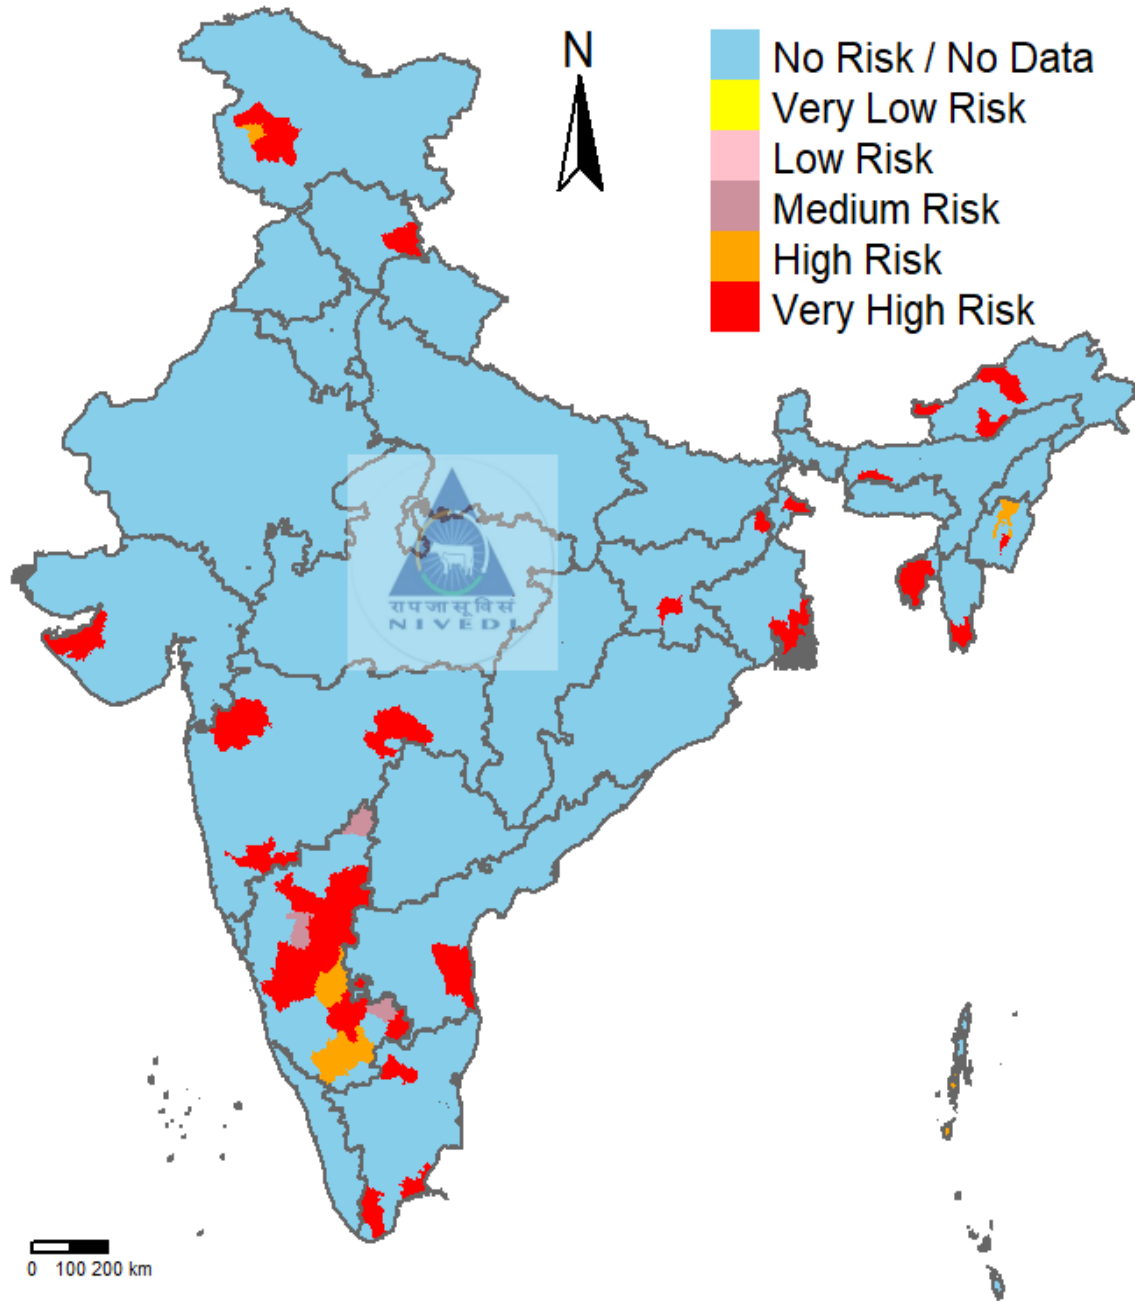 N
No Risk / No Data
Very Low Risk
Low Risk
Medium Risk
High Risk
Very High Risk
रापजासूविसं
NIVEDI
0 100 200 km